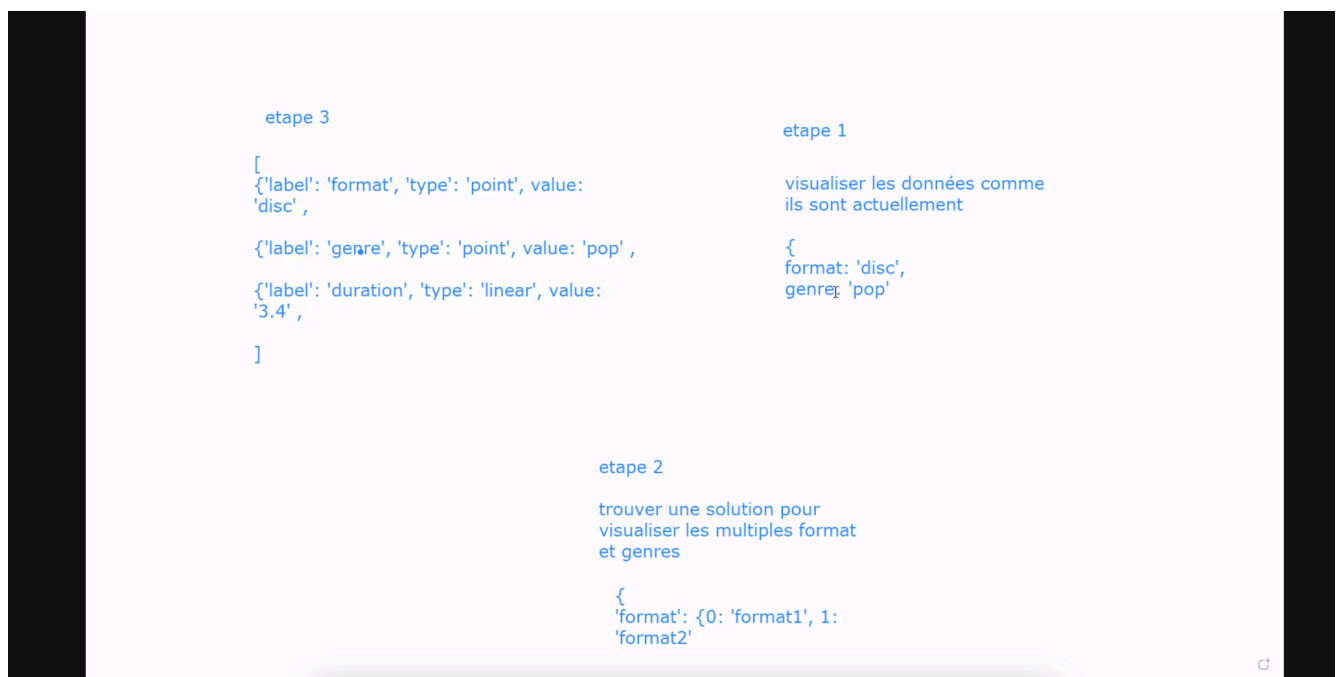 etape 3
[
{'label': 'format', 'type': 'point', value:
'disc' ,
{'label': 'genre', 'type': 'point', value: 'pop' ,
{'label': 'duration', 'type': 'linear', value:
'3.4' ,
]
etape 1
visualiser les données comme
ils sont actuellement
{
format: 'disc',
genre: 'pop'
etape 2
trouver une solution pour
visualiser les multiples format
et genres
{
'format': {0: 'format1', 1:
'format2'